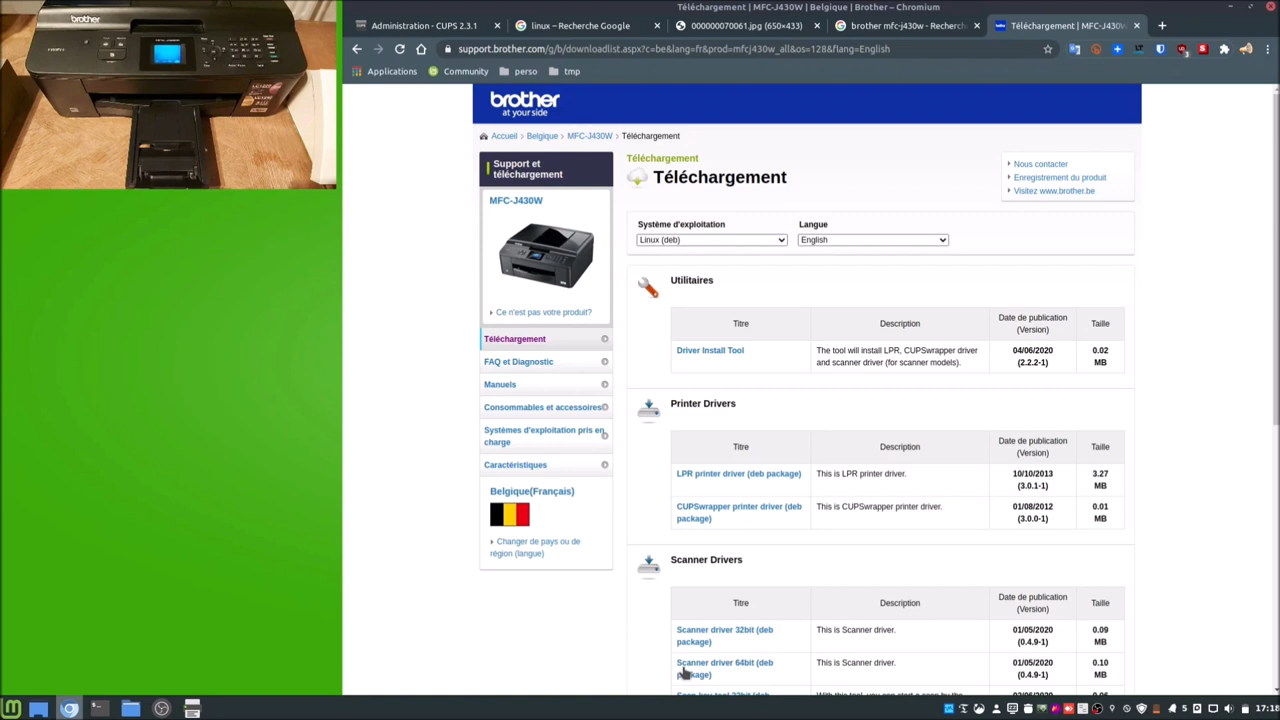 brother
Téléchargement | MFC-J430W | Belgique | Brother – Chromium
Administration - CUPS 2.3.1
linux – Recherche Google
brother mfc j430w - Recher
Téléchargement | MFC-J430W
support.brother.com/g/b/downloadlist.aspx?c=be&lang=fr&prod=mfcj430w_all&os=128&flang=English
Applications
Community
perso
tmp
brother
at your side
Accueil > Belgique > MFC-J430W > Téléchargement
Support et
téléchargement
MFC-J430W
Ce n'est pas votre produit?
Téléchargement
FAQ et Diagnostic
Manuels
Consommables et accessoires
Systèmes d'exploitation pris en
charge
Caractéristiques
Belgique(Français)
Changer de pays ou de
région (langue)
Téléchargement
Téléchargement
Nous contacter
Enregistrement du produit
Visitez www.brother.be
Système d'exploitation
Langue
Linux (deb)
English
Utilitaires
Titre
Description
Date de publication
(Version)
Taille
Driver Install Tool
The tool will install LPR, CUPSwrapper driver
and scanner driver (for scanner models).
04/06/2020
(2.2.2-1)
0.02
MB
Printer Drivers
Titre
Description
Date de publication
(Version)
Taille
LPR printer driver (deb package)
This is LPR printer driver.
10/10/2013
(3.0.1-1)
3.27
MB
CUPSwrapper printer driver (deb
package)
This is CUPSwrapper printer driver.
01/08/2012
(3.0.0-1)
0.01
MB
Scanner Drivers
Titre
Description
Date de publication
(Version)
Taille
Scanner driver 32bit (deb
package)
This is Scanner driver.
01/05/2020
(0.4.9-1)
0.09
MB
Scanner driver 64bit (deb
package)
This is Scanner driver.
01/05/2020
(0.4.9-1)
0.10
MB
5
17:18